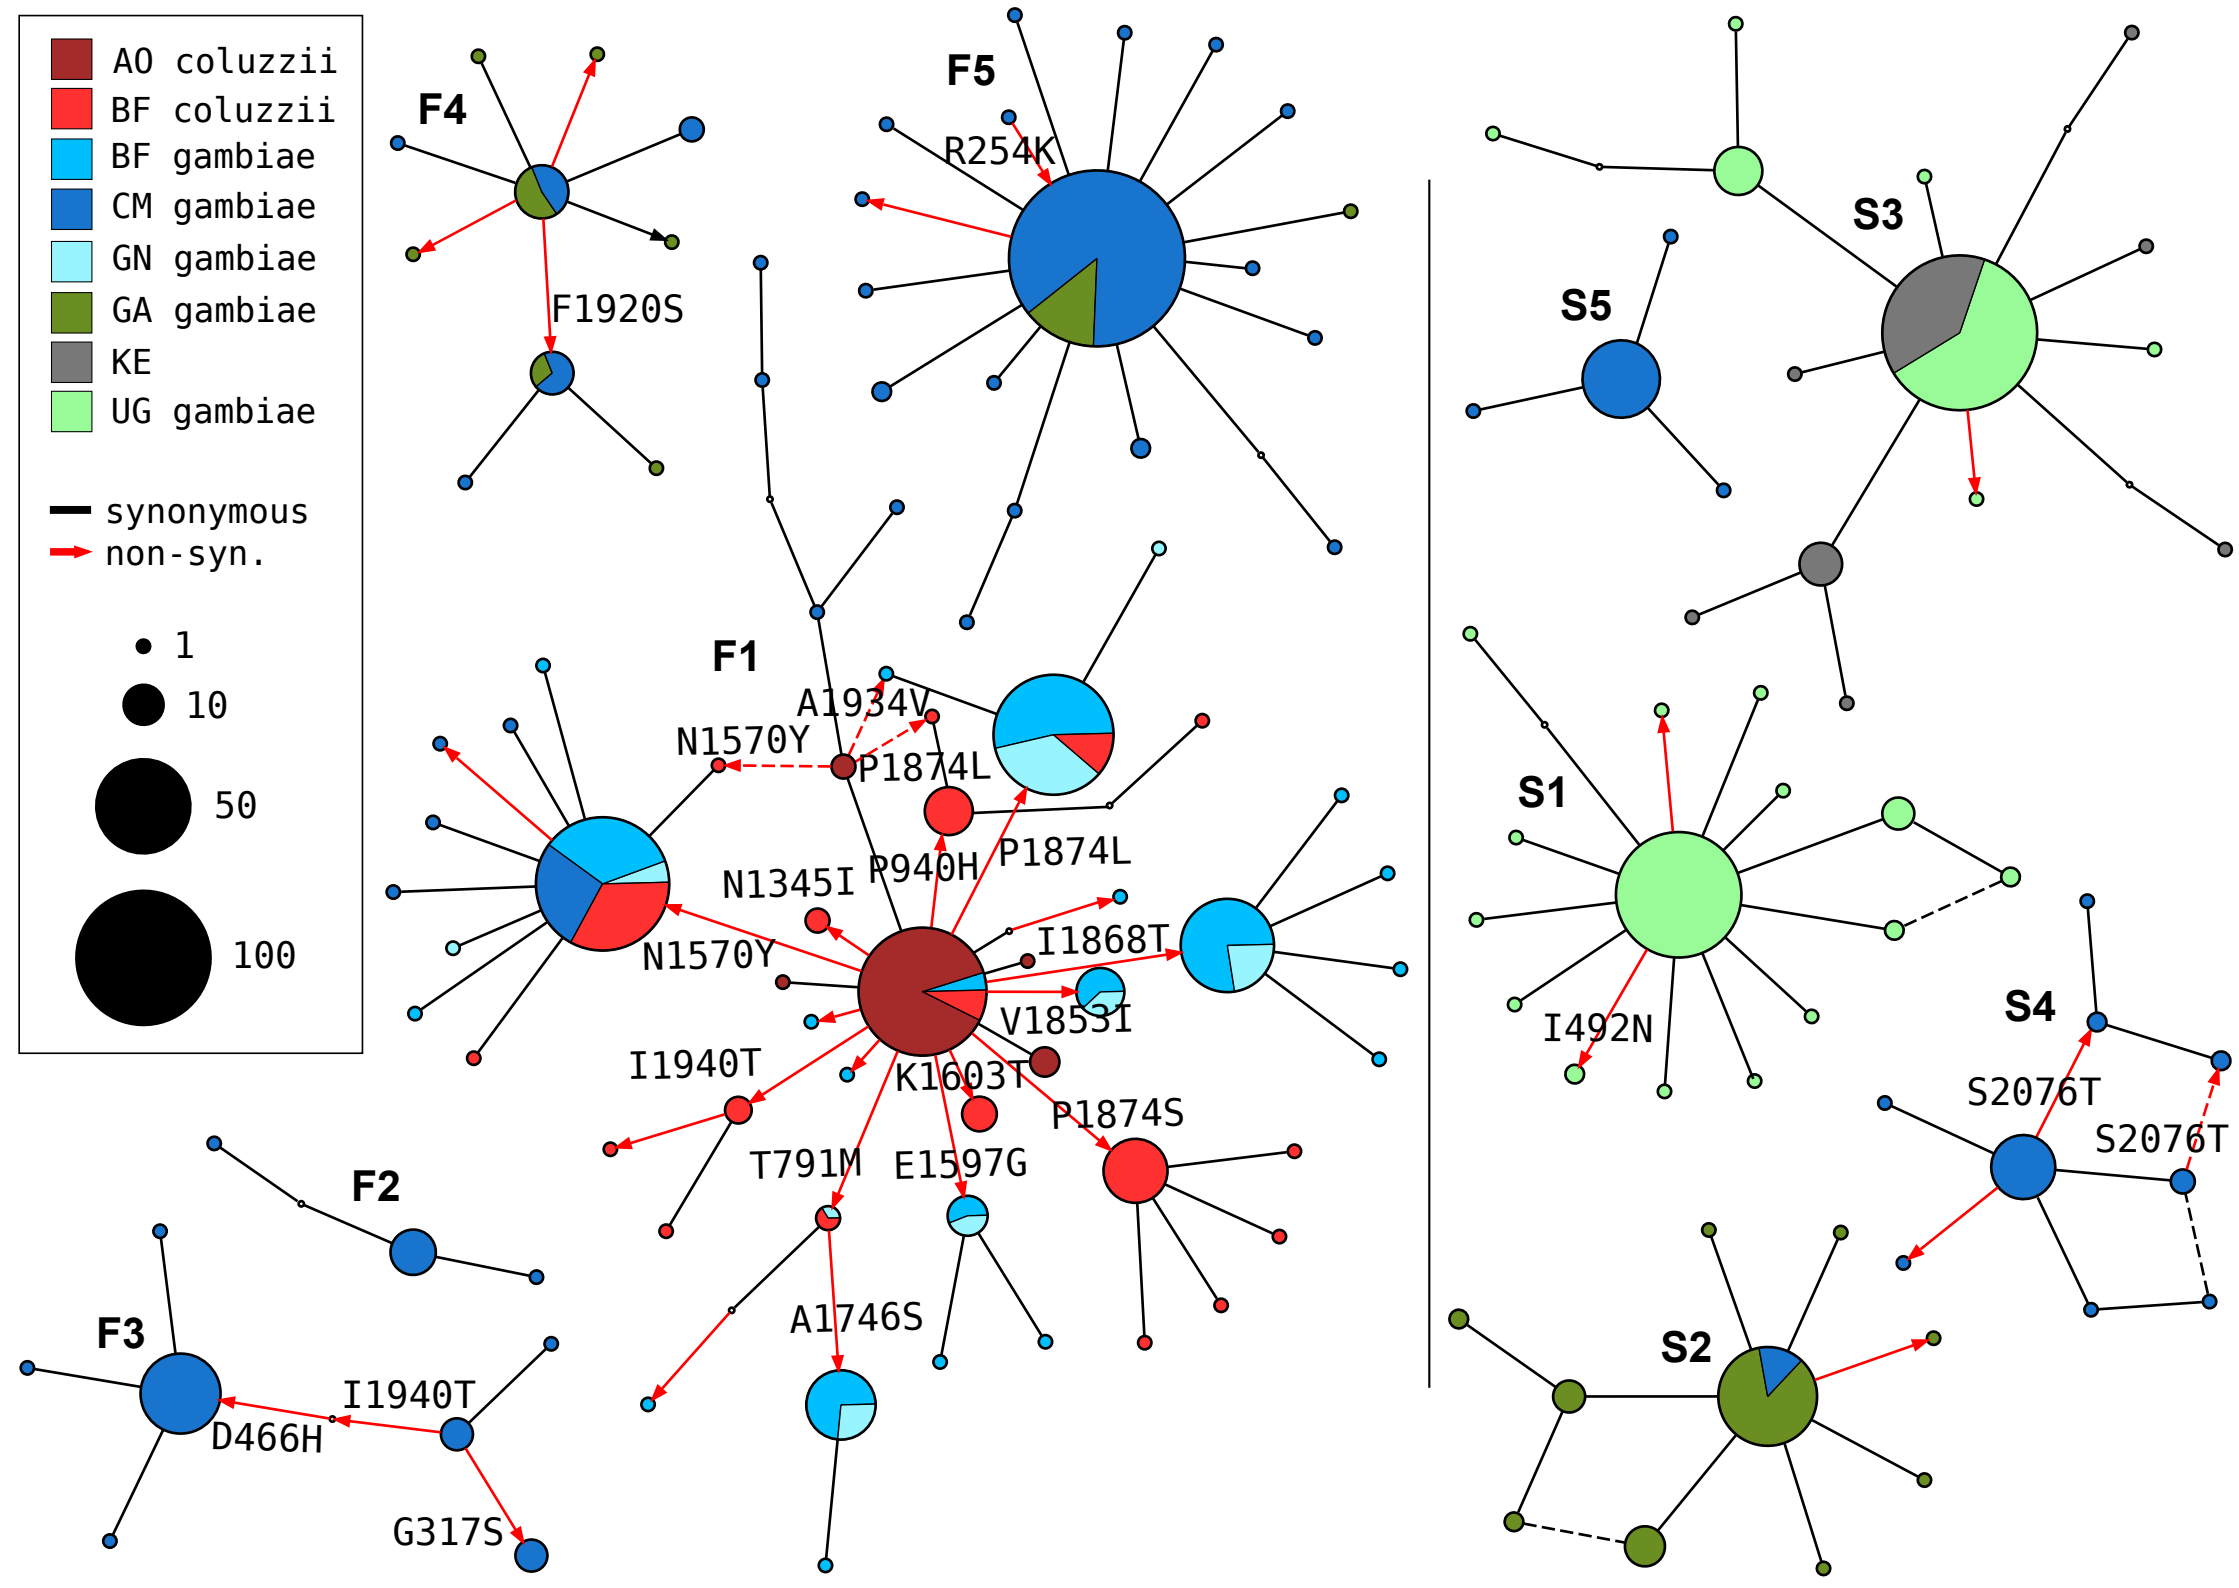 AO coluzzii
BF coluzzii
BF gambiae
CM gambiae
GN gambiae
GA gambiae
KE
UG gambiae
synonymous
non-syn.
1
10
50
100
F4
F1920S
F5
R254K
F1
A1934V
N1570Y
P1874L
P940H
P1874L
N1345I
N1570Y
I1868T
V1853I
I1940T
K1603T
P1874S
T791M
E1597G
A1746S
F2
F3
I1940T
D466H
G317S
S3
S5
S1
I492N
S4
S2076T
S2076T
S2